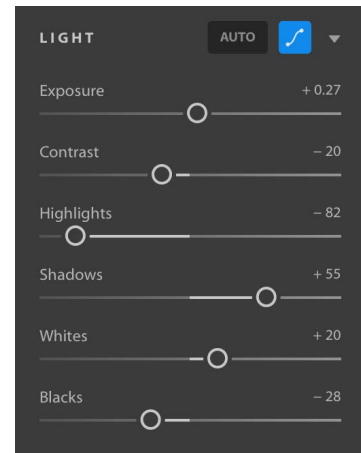 LIGHT AUTO
Exposure + 0.27
Contrast – 20
Highlights – 82
Shadows + 55
Whites + 20
Blacks – 28